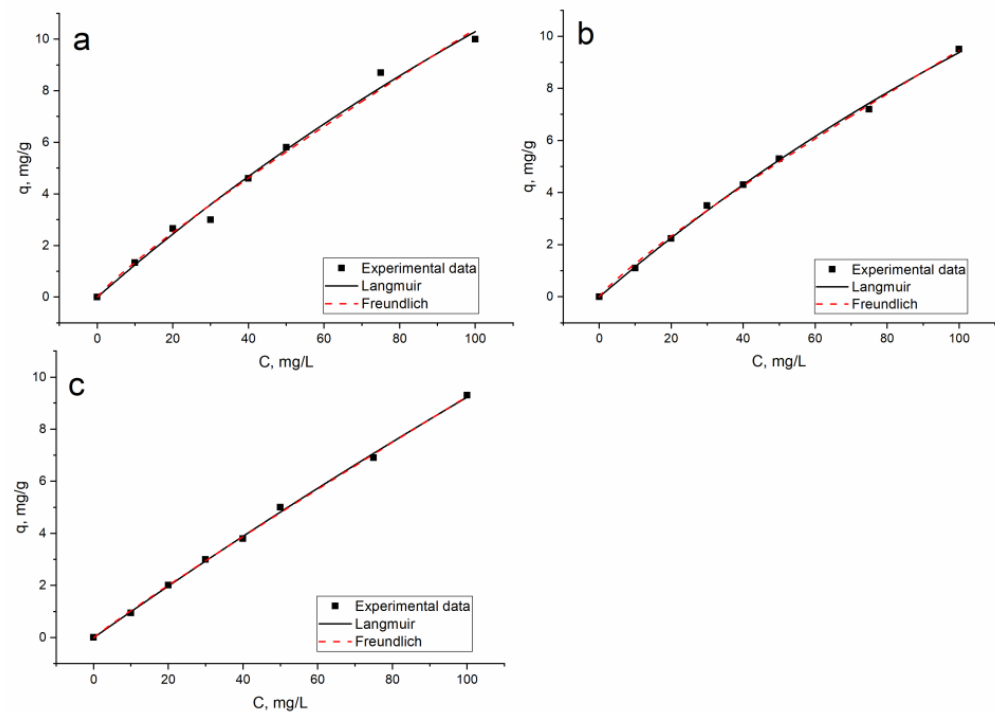 a
10
8
6
4
2
0
q, mg/g
0 20 40 60 80 100
C, mg/L
Experimental data
Langmuir
Freundlich
b
10
8
6
4
2
0
q, mg/g
0 20 40 60 80 100
C, mg/L
Experimental data
Langmuir
Freundlich
c
10
8
6
4
2
0
q, mg/g
0 20 40 60 80 100
C, mg/L
Experimental data
Langmuir
Freundlich